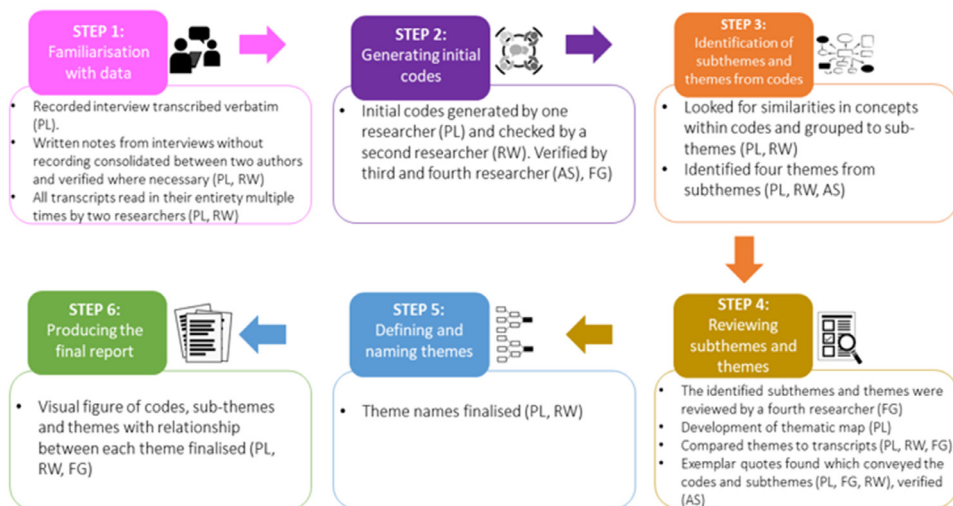 STEP 1:
Familiarisation
with data
• Recorded interview transcribed verbatim
(PL).
• Written notes from interviews without
recording consolidated between two authors
and verified where necessary (PL, RW)
• All transcripts read in their entirety multiple
times by two researchers (PL, RW)
STEP 2:
Generating initial
codes
• Initial codes generated by one
researcher (PL) and checked by a
second researcher (RW). Verified by
third and fourth researcher (AS), FG)
STEP 3:
Identification of
subthemes and
themes from codes
• Looked for similarities in concepts
within codes and grouped to sub-
themes (PL, RW)
• Identified four themes from
subthemes (PL, RW, AS)
STEP 4:
Reviewing
subthemes and
themes
• The identified subthemes and themes were
reviewed by a fourth researcher (FG)
• Development of thematic map (PL)
• Compared themes to transcripts (PL, RW, FG)
• Exemplar quotes found which conveyed the
codes and subthemes (PL, FG, RW), verified
(AS)
STEP 5:
Defining and
naming themes
• Theme names finalised (PL, RW)
STEP 6:
Producing the
final report
• Visual figure of codes, sub-themes
and themes with relationship
between each theme finalised (PL,
RW, FG)